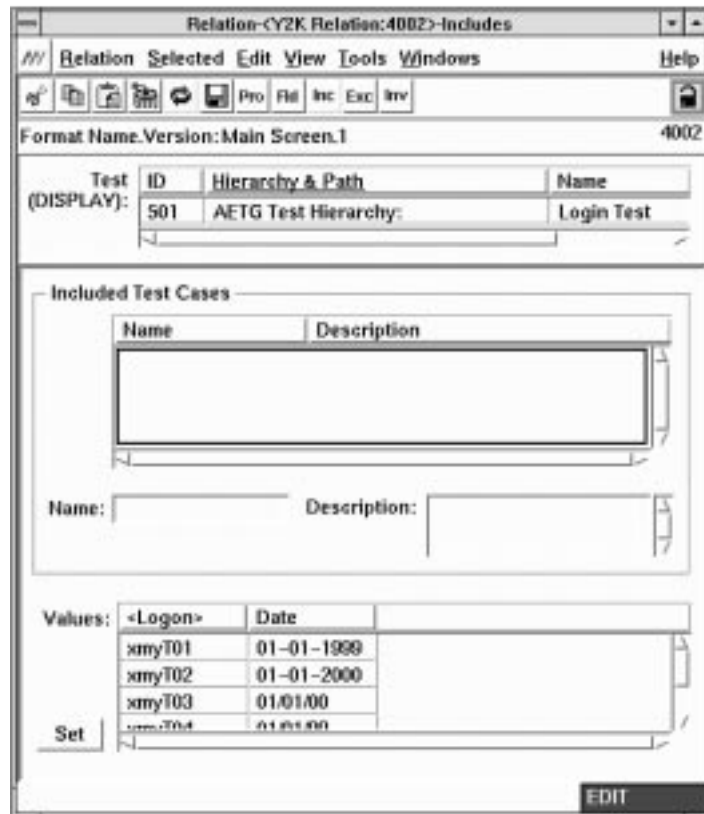 Relation-<Y2K Relation:4002>-Includes
Relation Selected Edit View Tools Windows Help
Pro Fld Inc Exc Inv
Format Name.Version:Main Screen.1 4002
Test (DISPLAY):
ID Hierarchy & Path Name
501 AETG Test Hierarchy: Login Test
Included Test Cases
Name Description
Name: Description:
Values: <Logon> Date
xmyT01 01-01-1999
xmyT02 01-01-2000
xmyT03 01/01/00
Set
EDIT